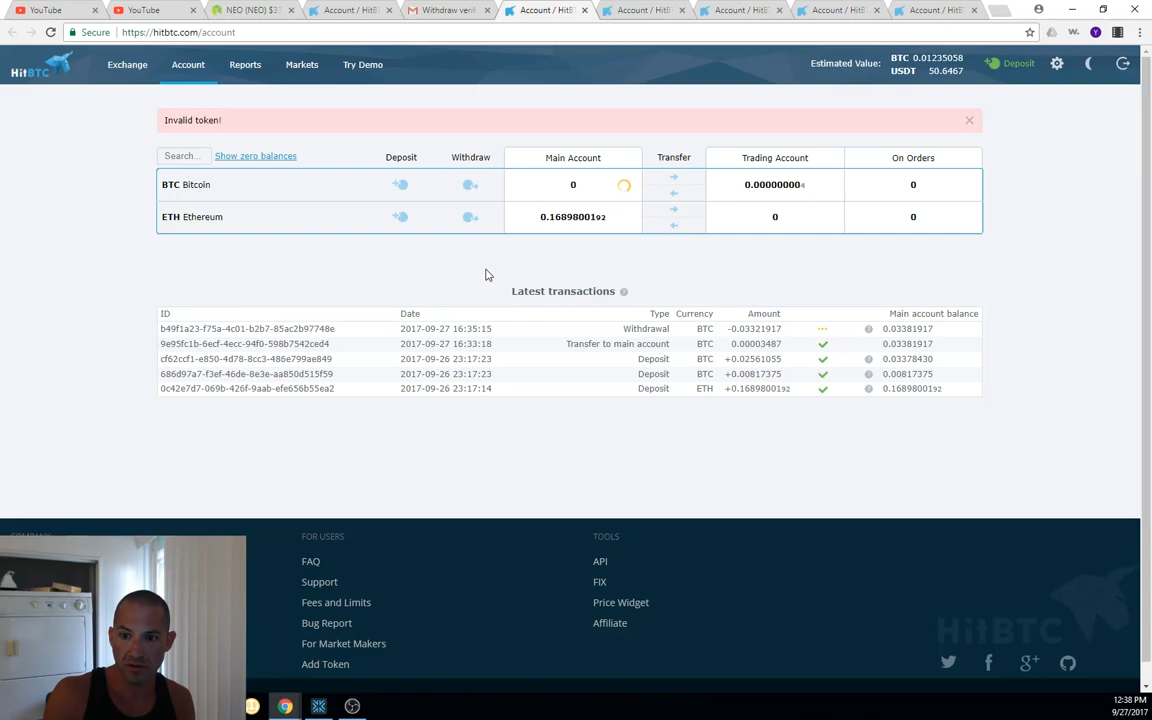 YouTube
YouTube
NEO (NEO) $3
Account / HitB
Withdraw veri
Account / HitB
Account / HitB
Account / HitB
Account / HitB
Account / HitB
Secure
https://hitbtc.com/account
HitBTC
Exchange
Account
Reports
Markets
Try Demo
Estimated Value:
BTC 0.01235058
USDT 50.6467
Deposit
Invalid token!
Search...
Show zero balances
Deposit
Withdraw
Main Account
Transfer
Trading Account
On Orders
BTC Bitcoin
0
0.000000004
0
ETH Ethereum
0.1689800192
0
0
Latest transactions
ID Date Type Currency Amount Main account balance
b49f1a23-f75a-4c01-b2b7-85ac2b97748e 2017-09-27 16:35:15 Withdrawal BTC -0.03321917 0.03381917
9e95fc1b-6ecf-4ecc-94f0-598b7542ced4 2017-09-27 16:33:18 Transfer to main account BTC 0.00003487 0.03381917
cf62ccf1-e850-4d78-8cc3-486e799ae849 2017-09-26 23:17:23 Deposit BTC +0.02561055 0.03378430
686d97a7-f3ef-46de-8e3e-aa850d515f59 2017-09-26 23:17:23 Deposit BTC +0.00817375 0.00817375
0c42e7d7-069b-426f-9aab-efe656b55ea2 2017-09-26 23:17:14 Deposit ETH +0.1689800192 0.1689800192
FOR USERS
FAQ
Support
Fees and Limits
Bug Report
For Market Makers
Add Token
TOOLS
API
FIX
Price Widget
Affiliate
HitBTC
12:38 PM
9/27/2017